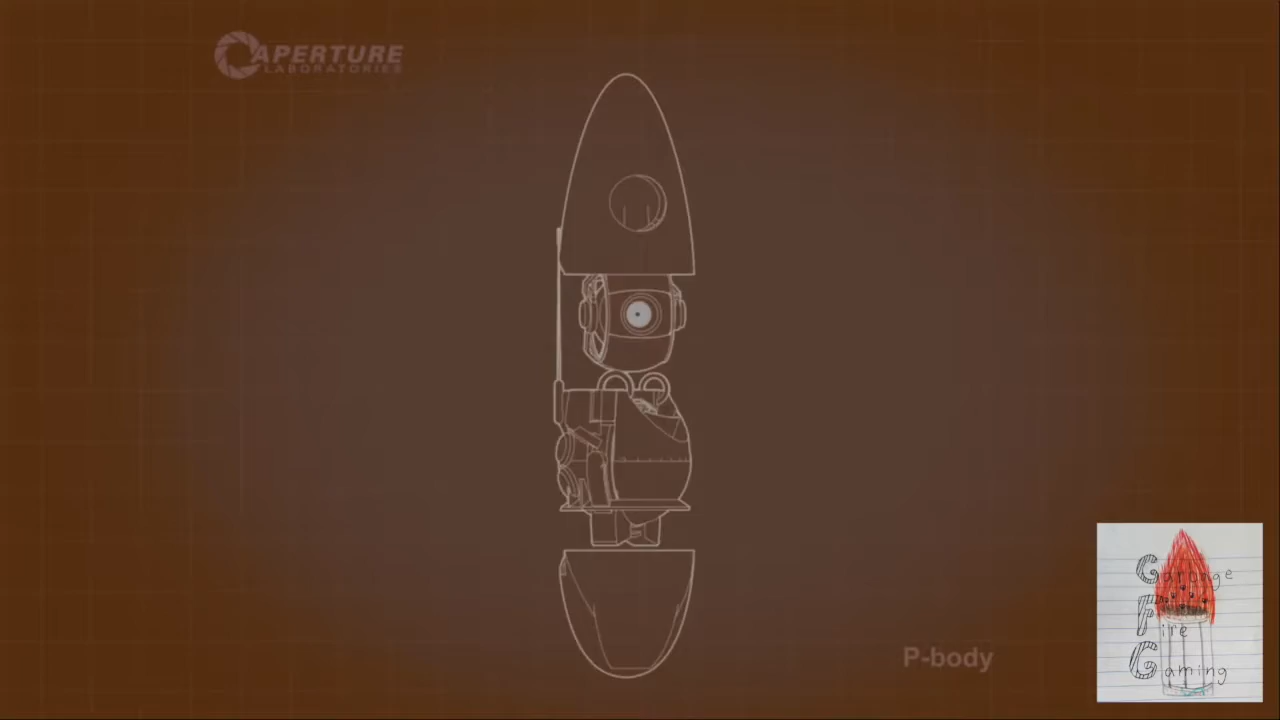 APERTURE
LABORATORIES
P-body
Garbage
Fire
Gaming